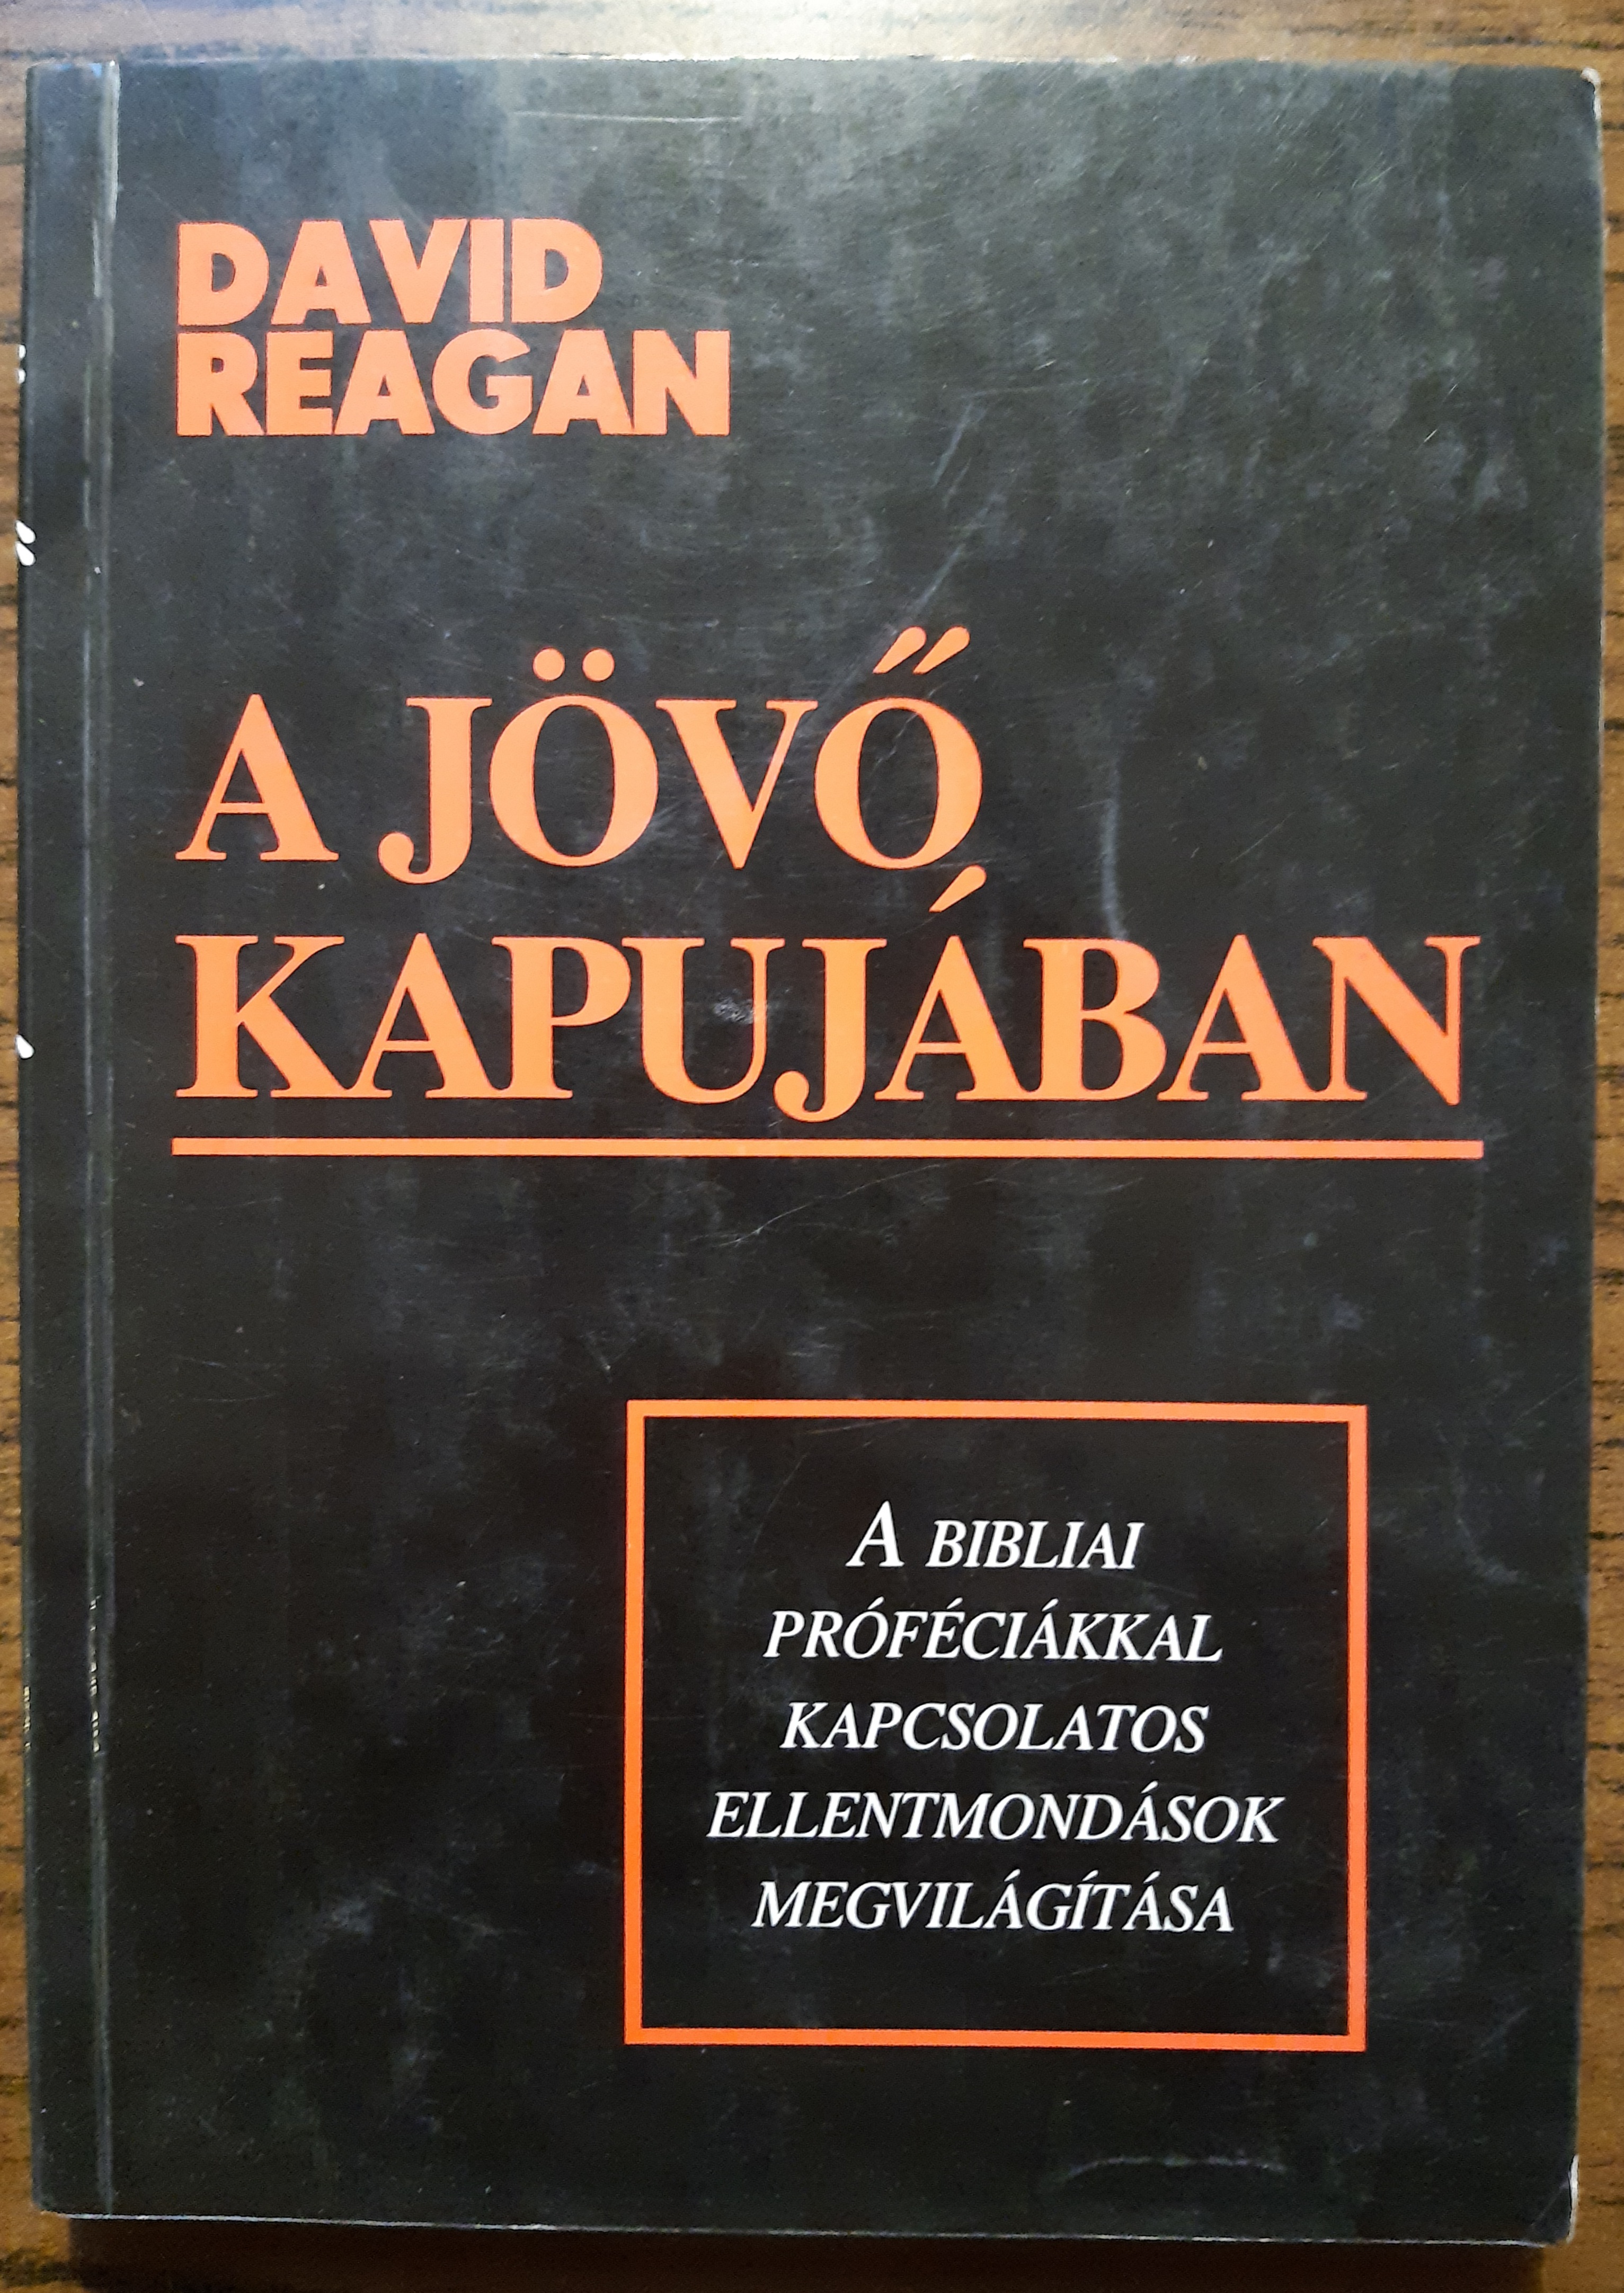 DAVID
REAGAN
A JÖVŐ
KAPUJÁBAN
A BIBLIAI
PRÓFÉCIÁKKAL
KAPCSOLATOS
ELLENTMONDÁSOK
MEGVILÁGÍTÁSA